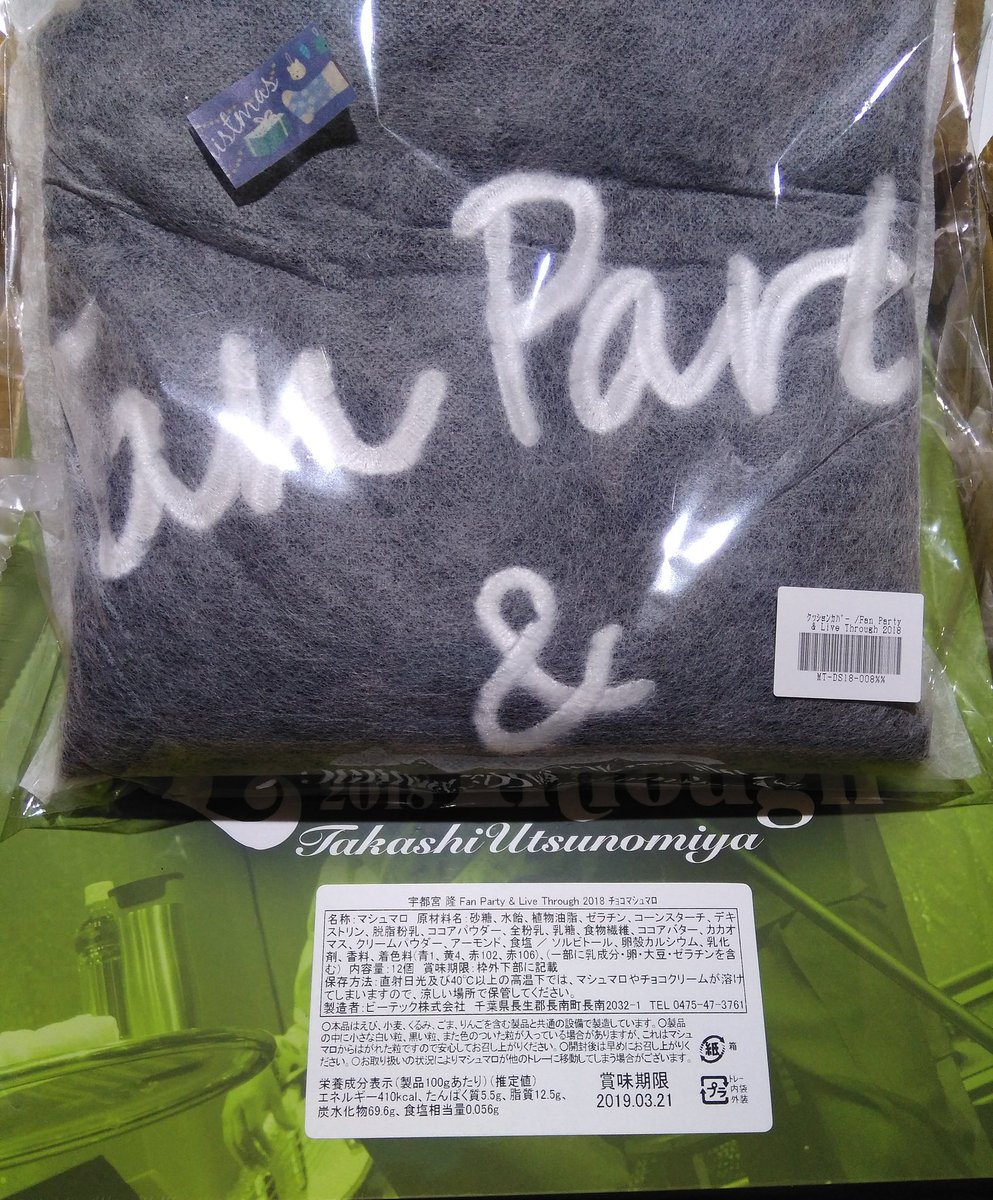 istmas
Fan Part
&
ｸｯｼｮﾝｶﾊﾞｰ /Fan Party
& Live Through 2018
MT-DS18-008%%
2018 Through
Takashi Utsunomiya
宇都宮 隆 Fan Party & Live Through 2018 ﾁｮｺﾏｼｭﾏﾛ
名称：マシュマロ 原材料名：砂糖、水飴、植物油脂、ゼラチン、コーンスターチ、デキ
ストリン、脱脂粉乳、ココアパウダー、全粉乳、乳糖、食物繊維、ココアバター、カカオ
マス、クリームパウダー、アーモンド、食塩 ／ ソルビトール、卵殻カルシウム、乳化
剤、香料、着色料(青1、黄4、赤102、赤106)、(一部に乳成分・卵・大豆・ゼラチンを含
む) 内容量：12個 賞味期限：枠外下部に記載
保存方法：直射日光及び40℃以上の高温下では、マシュマロやチョコクリームが溶け
てしまいますので、涼しい場所で保管してください。
製造者：ビーテック株式会社 千葉県長生郡長南町長南2032-1 TEL 0475-47-3761
○本品はえび、小麦、くるみ、ごま、りんごを含む製品と共通の設備で製造しています。○製品
の中に小さな白い粒、黒い粒、また色のついた粒が入っている場合がありますが、これはマシュ
マロからはがれた粒ですので安心してお召し上がりください。○開封後は早めにお召し上がりく
ださい。○お取り扱いの状況によりマシュマロが他のトレーに移動してしまう場合がございます。
紙 箱
栄養成分表示(製品100gあたり)(推定値)
エネルギー410kcal、たんぱく質5.5g、脂質12.5g、
炭水化物69.6g、食塩相当量0.056g
賞味期限
2019.03.21
プラ トレー
内袋
外装